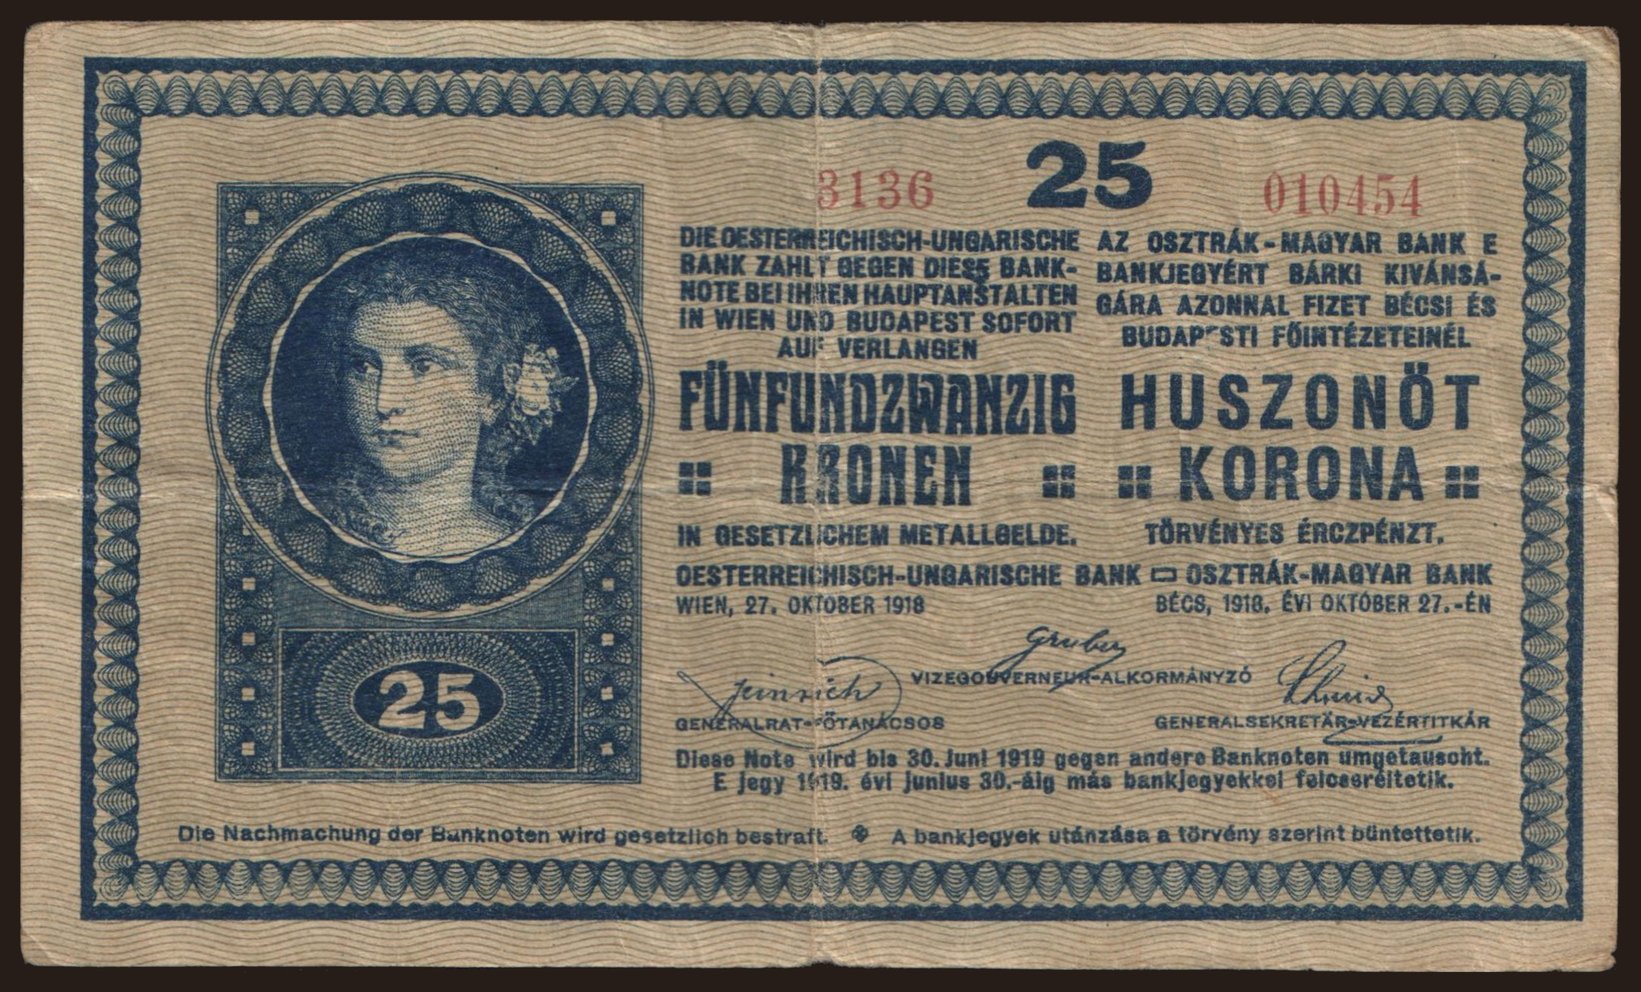 3136 25 010454
DIE OESTERREICHISCH-UNGARISCHE
BANK ZAHLT GEGEN DIESE BANK-
NOTE BEI IHREN HAUPTANSTALTEN
IN WIEN UND BUDAPEST SOFORT
AUF VERLANGEN
FÜNFUNDZWANZIG
KRONEN
IN GESETZLICHEM METALLGELDE.
AZ OSZTRÁK-MAGYAR BANK E
BANKJEGYÉRT BÁRKI KIVÁNSÁ-
GÁRA AZONNAL FIZET BÉCSI ÉS
BUDAPESTI FŐINTÉZETEINÉL
HUSZONÖT
KORONA
TÖRVÉNYES ÉRCZPÉNZT.
OESTERREICHISCH-UNGARISCHE BANK OSZTRÁK-MAGYAR BANK
WIEN, 27. OKTOBER 1918
BÉCS, 1918. ÉVI OKTÓBER 27.-ÉN
Gruber
VIZEGOUVERNEUR-ALKORMÁNYZÓ
GENERALRAT-FŐTANÁCSOS
Schmid
GENERALSEKRETÄR-VEZÉRTITKÁR
25
Diese Note wird bis 30. Juni 1919 gegen andere Banknoten umgetauscht.
E jegy 1919. évi junius 30.-áig más bankjegyekkel felcseréltetik.
Die Nachmachung der Banknoten wird gesetzlich bestraft. A bankjegyek utánzása a törvény szerint büntettetik.